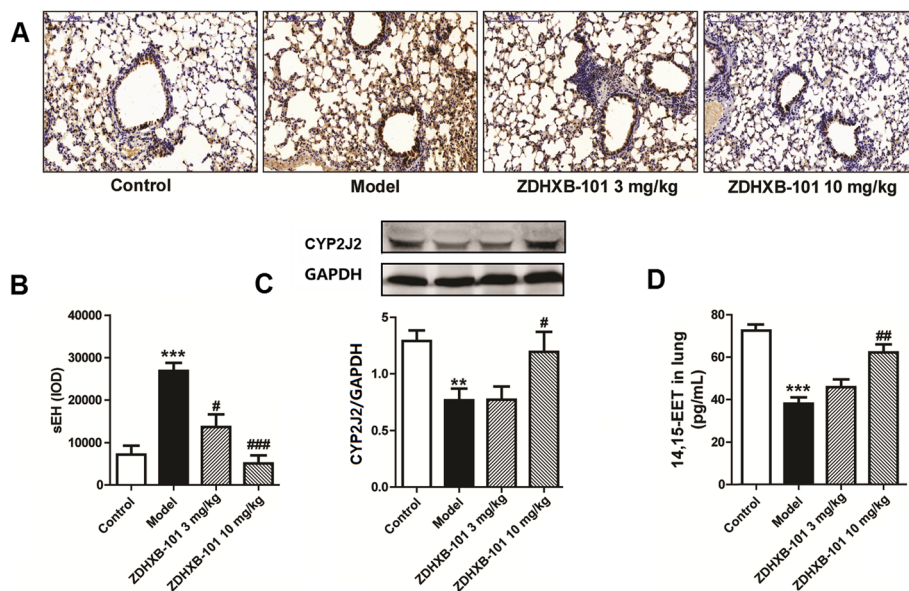 A
Control
Model
ZDHXB-101 3 mg/kg
ZDHXB-101 10 mg/kg
B
sEH (IOD)
40000
30000
20000
10000
0
***
#
###
Control
Model
ZDHXB-101 3 mg/kg
ZDHXB-101 10 mg/kg
C
CYP2J2
GAPDH
CYP2J2/GAPDH
5
1.0
0.5
0.0
**
#
Control
Model
ZDHXB-101 3 mg/kg
ZDHXB-101 10 mg/kg
D
14,15-EET in lung
(pg/mL)
80
60
40
20
0
***
##
Control
Model
ZDHXB-101 3 mg/kg
ZDHXB-101 10 mg/kg